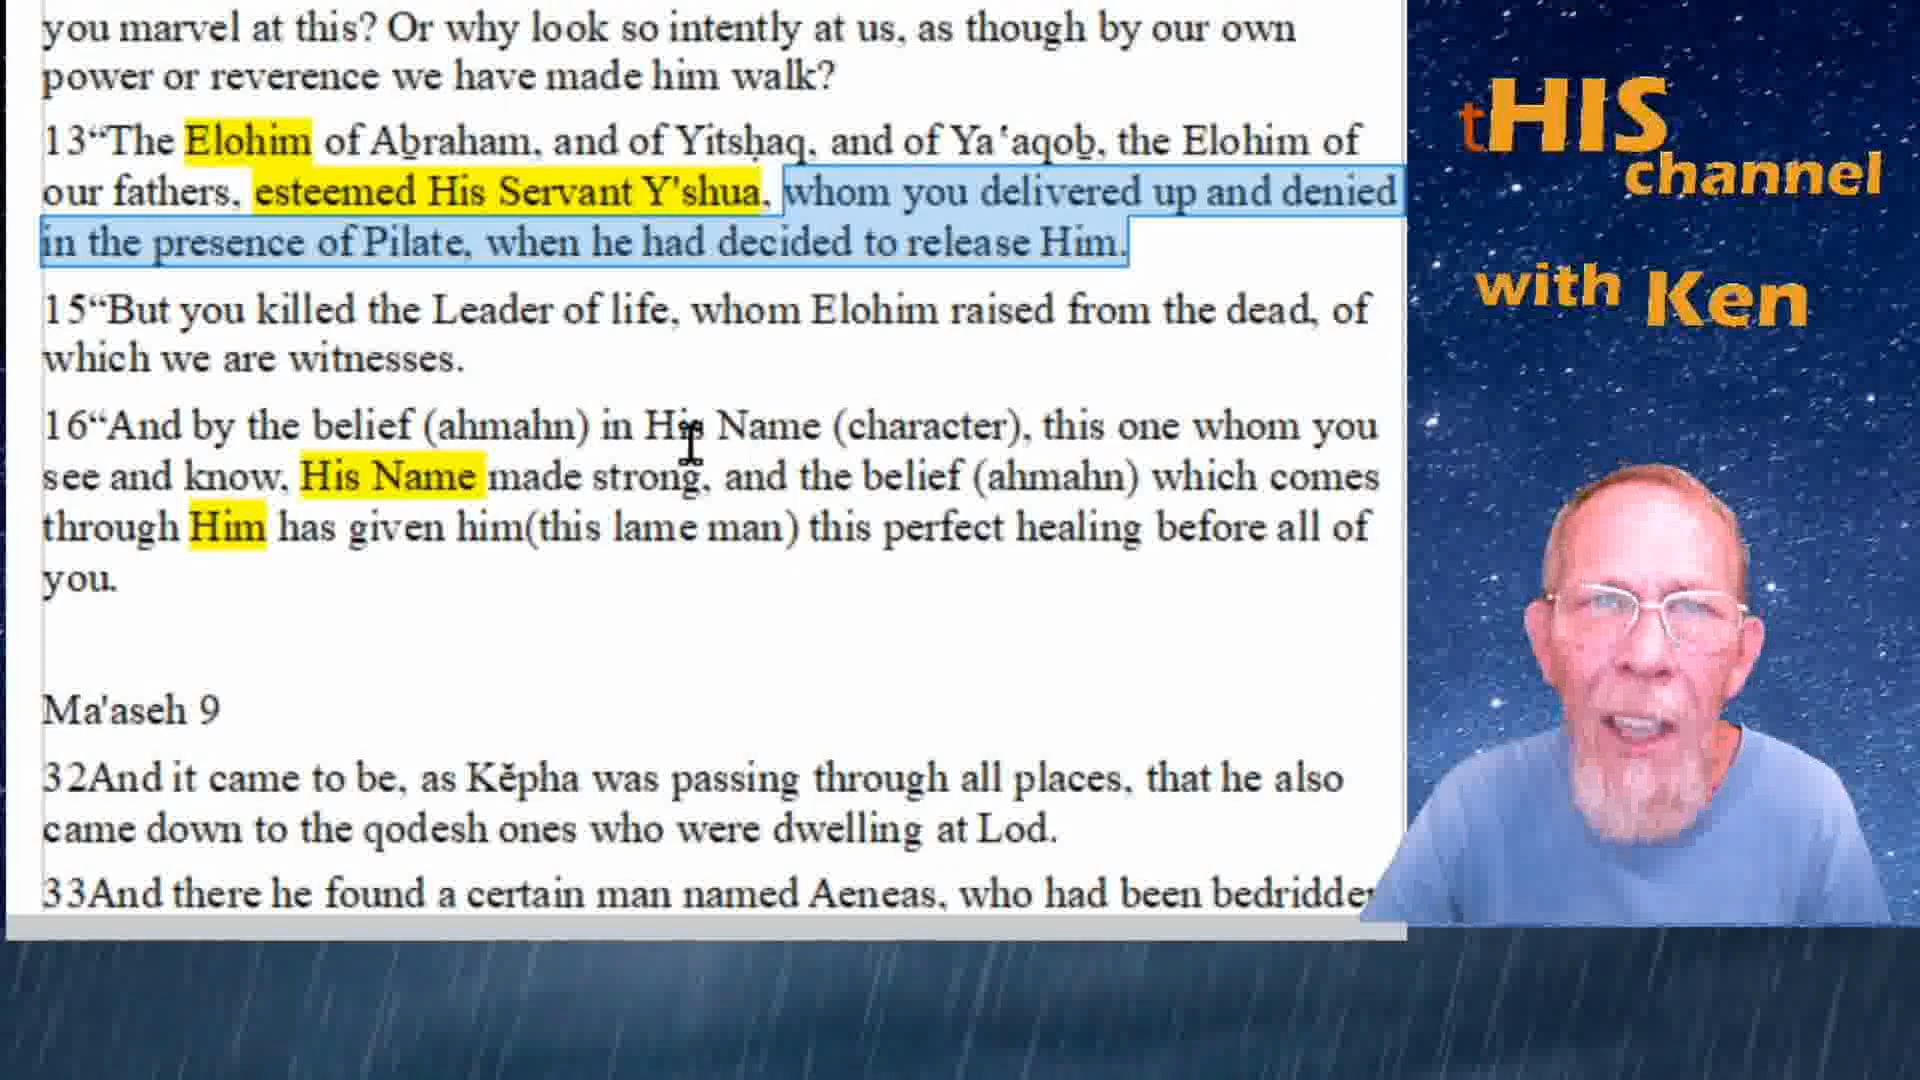 you marvel at this? Or why look so intently at us, as though by our own
power or reverence we have made him walk?
13“The Elohim of Aḇraham, and of Yitsḥaq, and of Ya‛aqoḇ, the Elohim of
our fathers, esteemed His Servant Y'shua, whom you delivered up and denied
in the presence of Pilate, when he had decided to release Him.
15“But you killed the Leader of life, whom Elohim raised from the dead, of
which we are witnesses.
16“And by the belief (ahmahn) in His Name (character), this one whom you
see and know, His Name made strong, and the belief (ahmahn) which comes
through Him has given him(this lame man) this perfect healing before all of
you.
Ma'aseh 9
32And it came to be, as Kĕpha was passing through all places, that he also
came down to the qodesh ones who were dwelling at Lod.
33And there he found a certain man named Aeneas, who had been bedridden
tHIS
channel
with Ken